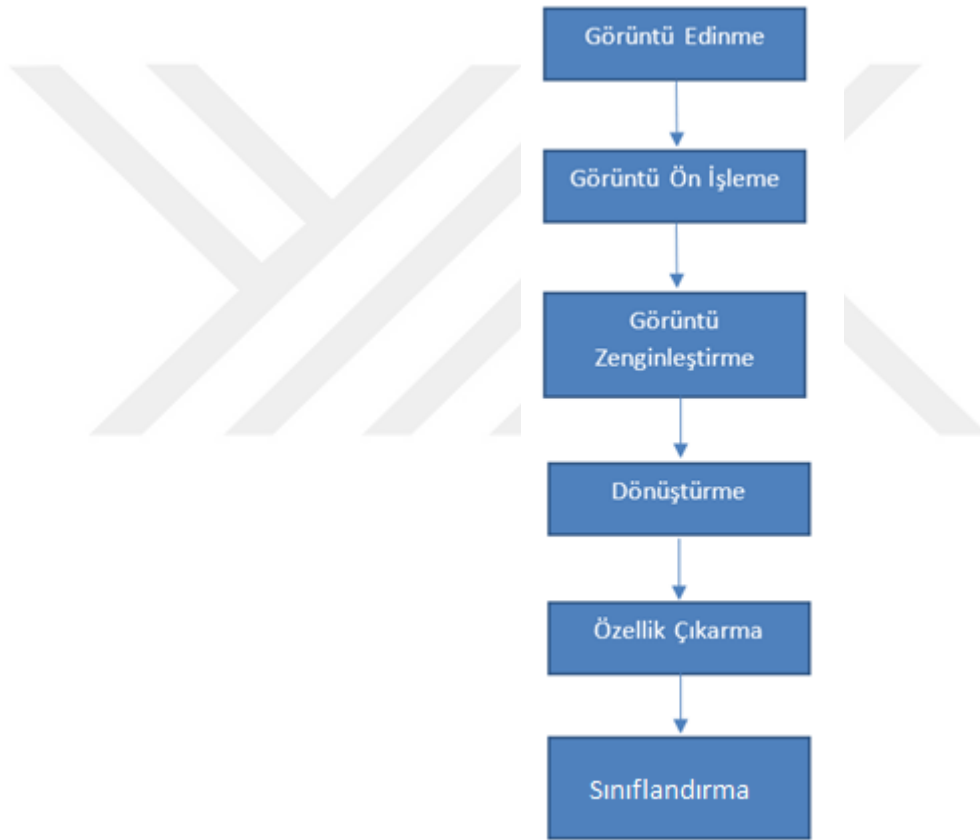 Görüntü Edinme
Görüntü Ön İşleme
Görüntü
Zenginleştirme
Dönüştürme
Özellik Çıkarma
Sınıflandırma